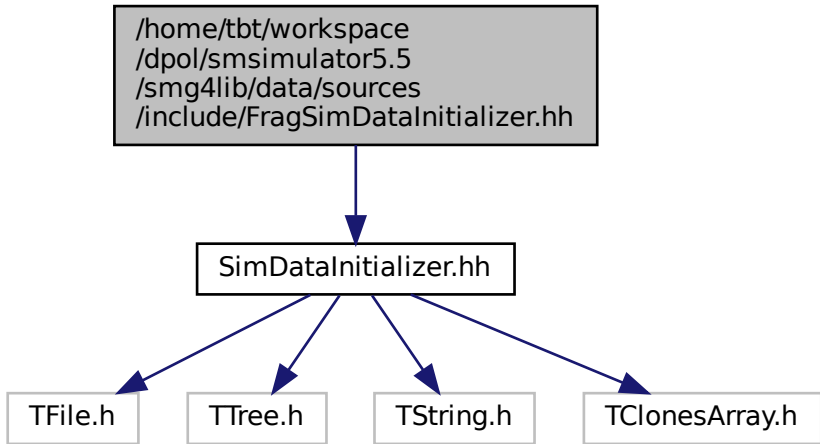 /home/tbt/workspace
/dpol/smsimulator5.5
/smg4lib/data/sources
/include/FragSimDataInitializer.hh
SimDataInitializer.hh
TFile.h
TTree.h
TString.h
TClonesArray.h